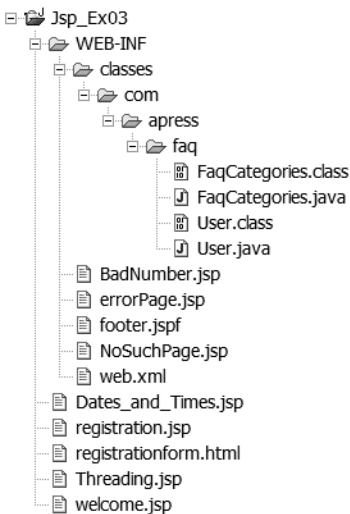 Jsp_Ex03
WEB-INF
classes
com
apress
faq
FaqCategories.class
FaqCategories.java
User.class
User.java
BadNumber.jsp
errorPage.jsp
footer.jspf
NoSuchPage.jsp
web.xml
Dates_and_Times.jsp
registration.jsp
registrationform.html
Threading.jsp
welcome.jsp